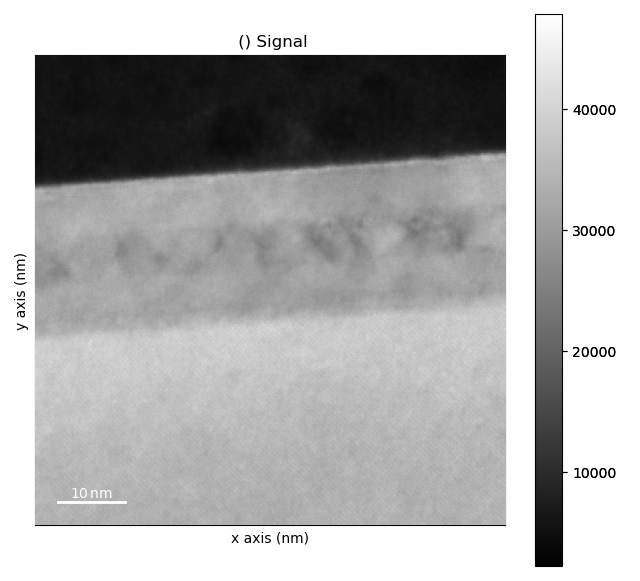 () Signal
y axis (nm)
x axis (nm)
10 nm
40000
30000
20000
10000